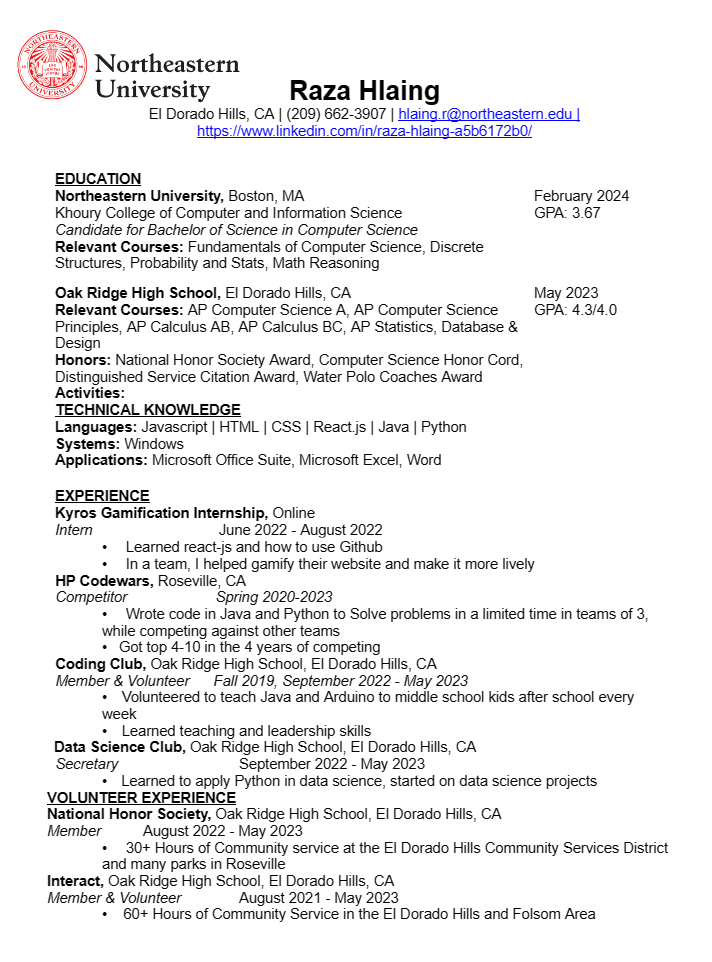 Northeastern
University
Raza Hlaing
El Dorado Hills, CA | (209) 662-3907 | hlaing.r@northeastern.edu |
https://www.linkedin.com/in/raza-hlaing-a5b6172b0/
EDUCATION
Northeastern University, Boston, MA February 2024
Khoury College of Computer and Information Science GPA: 3.67
Candidate for Bachelor of Science in Computer Science
Relevant Courses: Fundamentals of Computer Science, Discrete
Structures, Probability and Stats, Math Reasoning
Oak Ridge High School, El Dorado Hills, CA May 2023
Relevant Courses: AP Computer Science A, AP Computer Science GPA: 4.3/4.0
Principles, AP Calculus AB, AP Calculus BC, AP Statistics, Database &
Design
Honors: National Honor Society Award, Computer Science Honor Cord,
Distinguished Service Citation Award, Water Polo Coaches Award
Activities:
TECHNICAL KNOWLEDGE
Languages: Javascript | HTML | CSS | React.js | Java | Python
Systems: Windows
Applications: Microsoft Office Suite, Microsoft Excel, Word
EXPERIENCE
Kyros Gamification Internship, Online
Intern June 2022 - August 2022
• Learned react-js and how to use Github
• In a team, I helped gamify their website and make it more lively
HP Codewars, Roseville, CA
Competitor Spring 2020-2023
• Wrote code in Java and Python to Solve problems in a limited time in teams of 3,
while competing against other teams
• Got top 4-10 in the 4 years of competing
Coding Club, Oak Ridge High School, El Dorado Hills, CA
Member & Volunteer Fall 2019, September 2022 - May 2023
• Volunteered to teach Java and Arduino to middle school kids after school every
week
• Learned teaching and leadership skills
Data Science Club, Oak Ridge High School, El Dorado Hills, CA
Secretary September 2022 - May 2023
• Learned to apply Python in data science, started on data science projects
VOLUNTEER EXPERIENCE
National Honor Society, Oak Ridge High School, El Dorado Hills, CA
Member August 2022 - May 2023
• 30+ Hours of Community service at the El Dorado Hills Community Services District
and many parks in Roseville
Interact, Oak Ridge High School, El Dorado Hills, CA
Member & Volunteer August 2021 - May 2023
• 60+ Hours of Community Service in the El Dorado Hills and Folsom Area